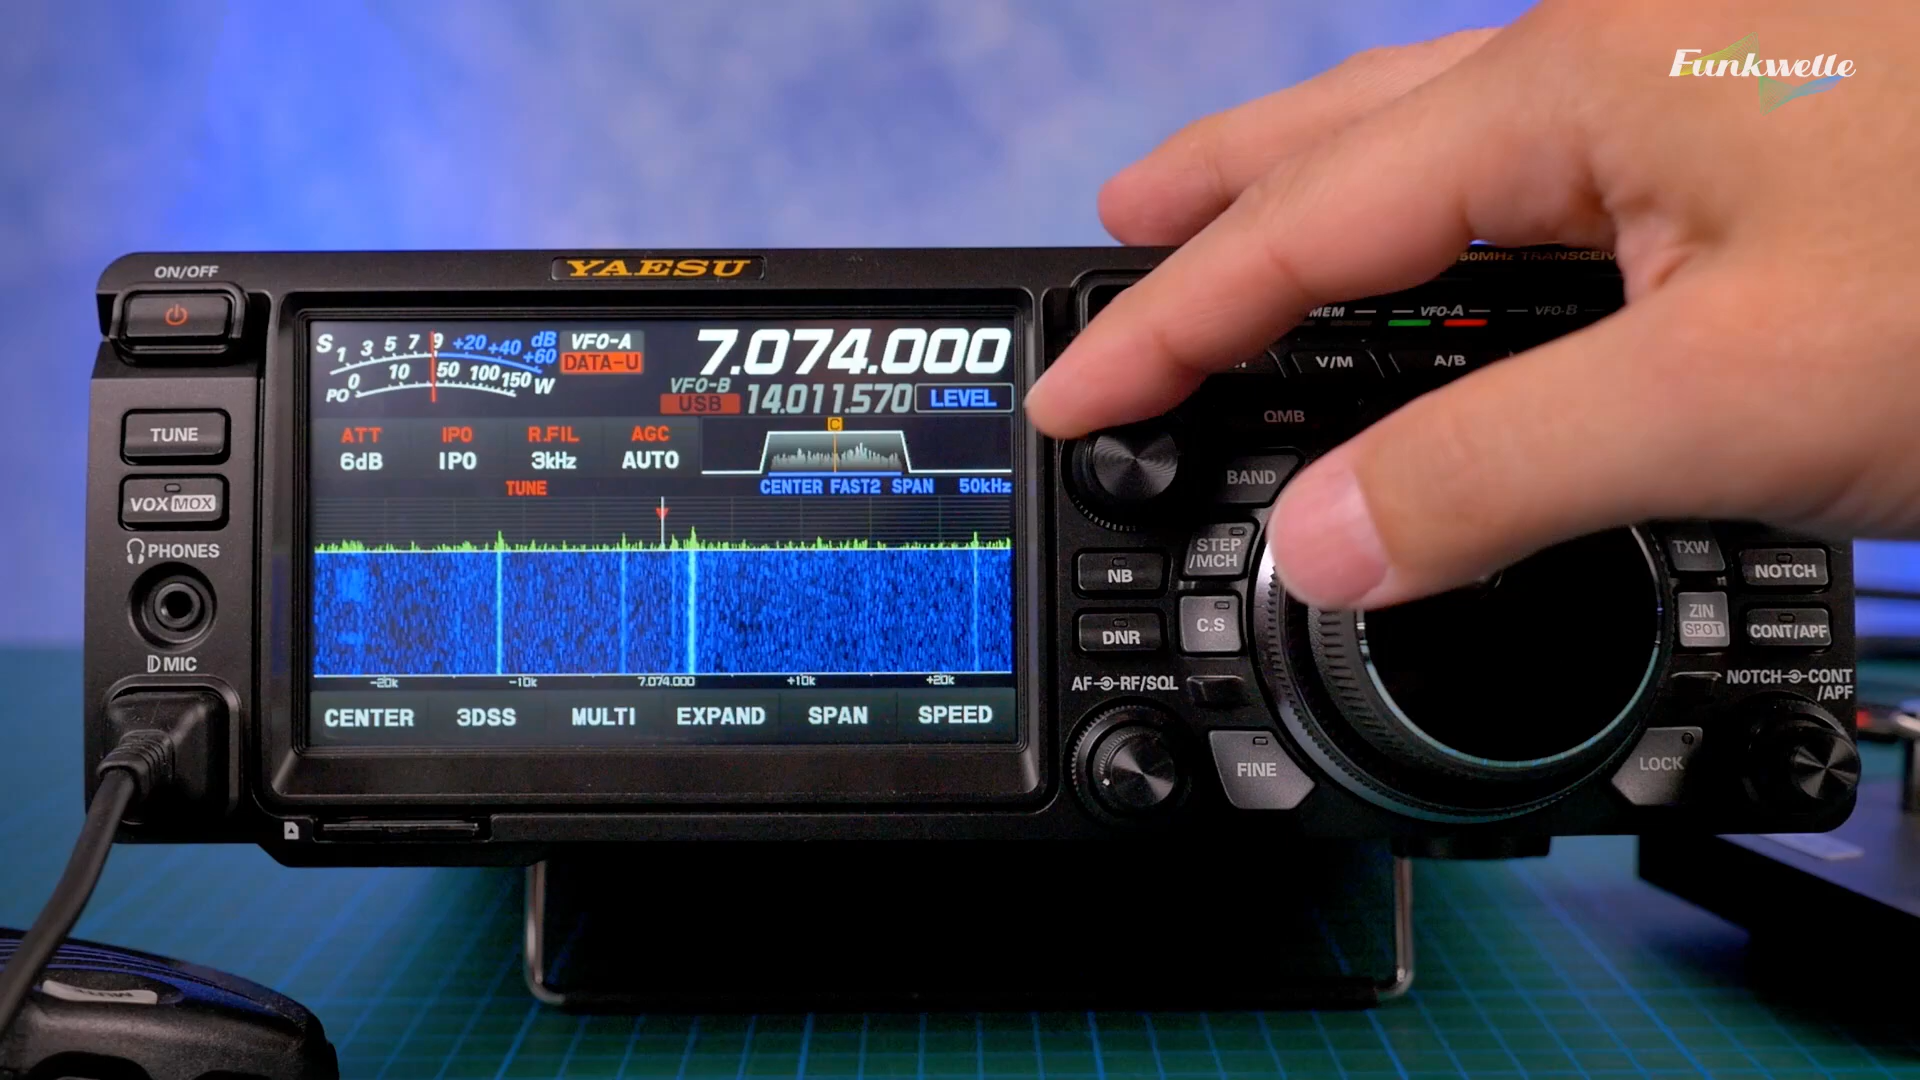 Funkwelle
ON/OFF
YAESU
50MHz TRANSCEIV
S 1 3 5 7 9 +20 +40 +60 dB
PO 0 10 50 100 150 W
VFO-A
DATA-U
7.074.000
VFO-B
USB
14.011.570
LEVEL
ATT
6dB
IPO
IPO
R.FIL
3kHz
AGC
AUTO
C
TUNE
CENTER FAST2 SPAN 50kHz
-20k -10k 7.074.000 +10k +20k
CENTER 3DSS MULTI EXPAND SPAN SPEED
TUNE
VOX MOX
PHONES
MIC
MEM
VFO-A
VFO-B
V/M
A/B
QMB
BAND
STEP
/MCH
NB
DNR
C.S
AF RF/SQL
FINE
TXW
NOTCH
ZIN
SPOT
CONT/APF
NOTCH CONT
/APF
LOCK
MUTE